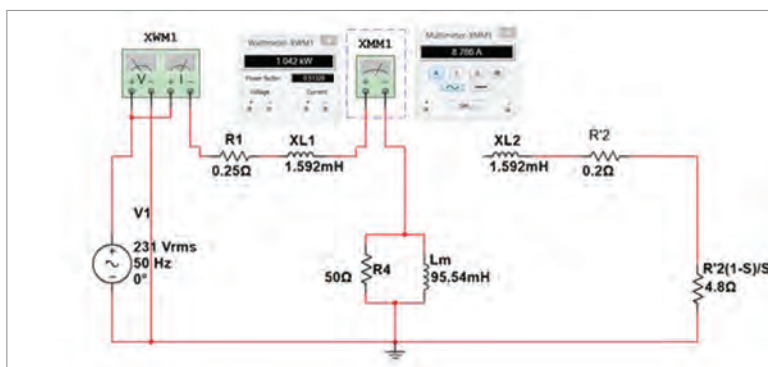 XWM1
Wattmeter-XWM1
1.042 kW
Power factor:
Voltage
Current
XMM1
Multimeter-XMM1
A
V
I
R1
0.25Ω
XL1
1.592mH
XL2
1.592mH
R'2
0.2Ω
V1
231 Vrms
50 Hz
0°
50Ω
R4
Lm
95,54mH
R'2(1-S)/S
4.8Ω